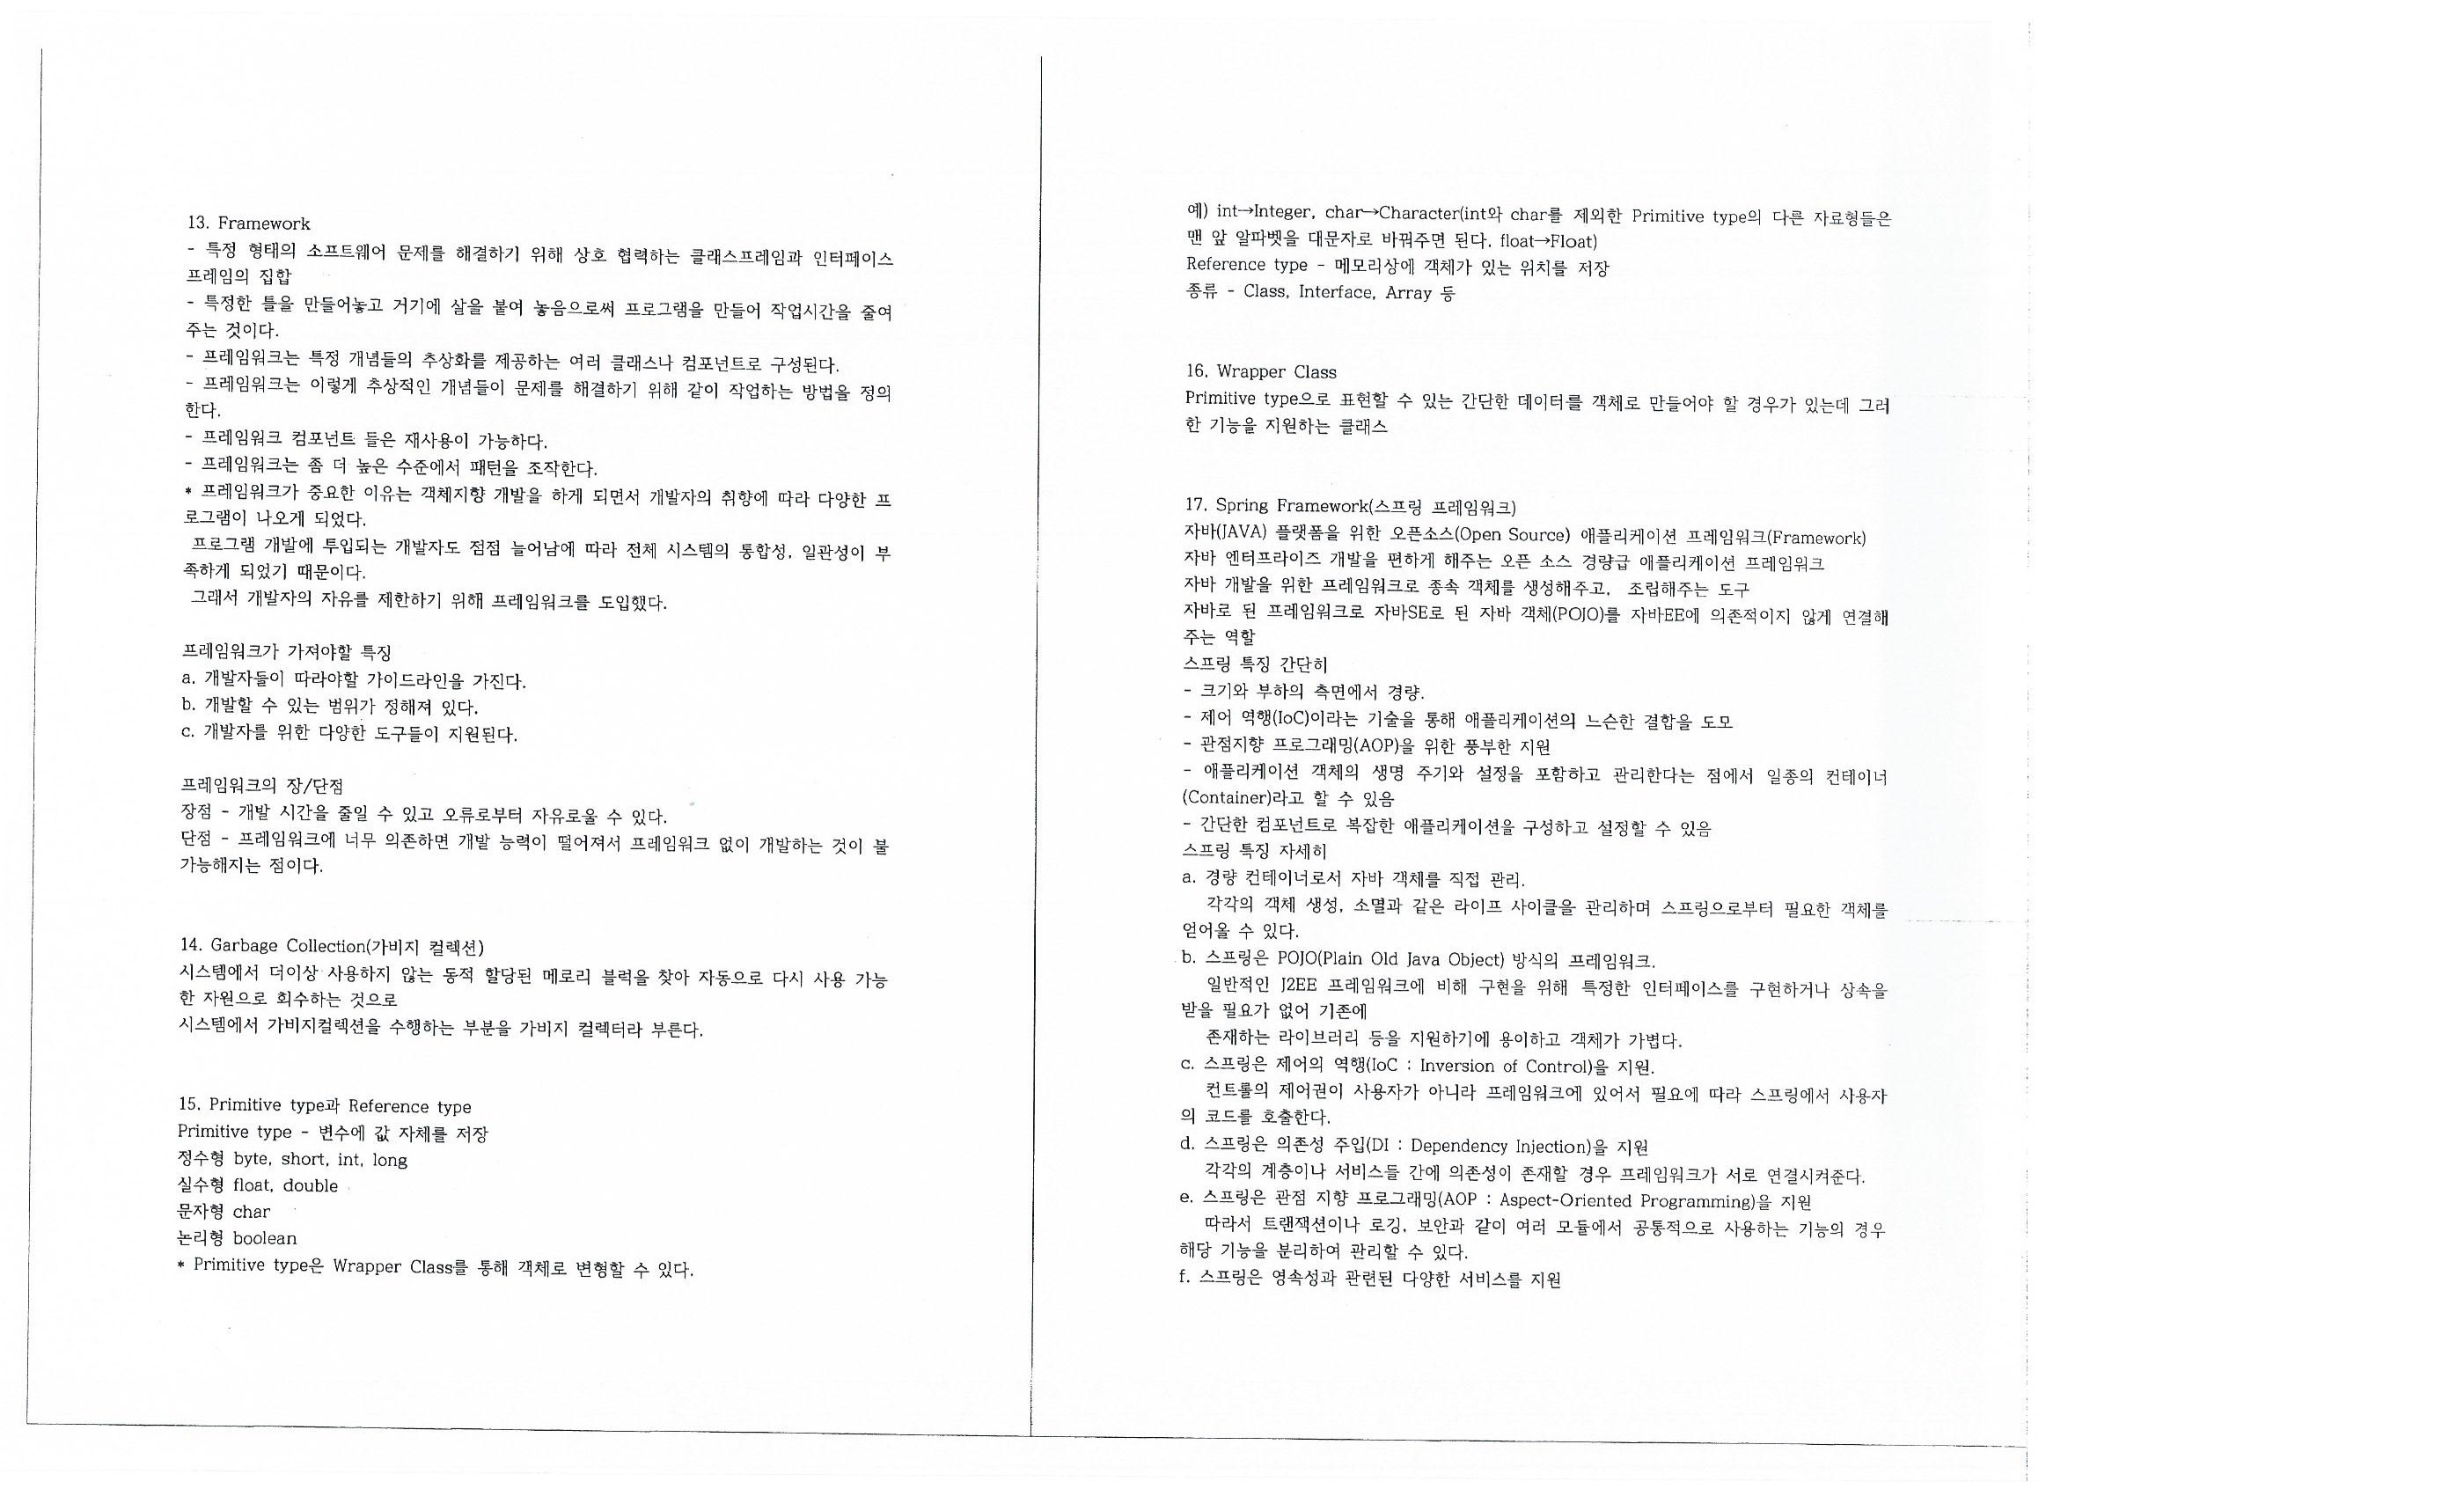 13. Framework
- 특정 형태의 소프트웨어 문제를 해결하기 위해 상호 협력하는 클래스프레임과 인터페이스
프레임의 집합
- 특정한 틀을 만들어놓고 거기에 살을 붙여 놓음으로써 프로그램을 만들어 작업시간을 줄여
주는 것이다.
- 프레임워크는 특정 개념들의 추상화를 제공하는 여러 클래스나 컴포넌트로 구성된다.
- 프레임워크는 이렇게 추상적인 개념들이 문제를 해결하기 위해 같이 작업하는 방법을 정의
한다.
- 프레임워크 컴포넌트 들은 재사용이 가능하다.
- 프레임워크는 좀 더 높은 수준에서 패턴을 조작한다.
* 프레임워크가 중요한 이유는 객체지향 개발을 하게 되면서 개발자의 취향에 따라 다양한 프
로그램이 나오게 되었다.
프로그램 개발에 투입되는 개발자도 점점 늘어남에 따라 전체 시스템의 통합성, 일관성이 부
족하게 되었기 때문이다.
그래서 개발자의 자유를 제한하기 위해 프레임워크를 도입했다.
프레임워크가 가져야할 특징
a. 개발자들이 따라야할 가이드라인을 가진다.
b. 개발할 수 있는 범위가 정해져 있다.
c. 개발자를 위한 다양한 도구들이 지원된다.
프레임워크의 장/단점
장점 - 개발 시간을 줄일 수 있고 오류로부터 자유로울 수 있다.
단점 - 프레임워크에 너무 의존하면 개발 능력이 떨어져서 프레임워크 없이 개발하는 것이 불
가능해지는 점이다.
14. Garbage Collection(가비지 컬렉션)
시스템에서 더이상 사용하지 않는 동적 할당된 메로리 블럭을 찾아 자동으로 다시 사용 가능
한 자원으로 회수하는 것으로
시스템에서 가비지컬렉션을 수행하는 부분을 가비지 컬렉터라 부른다.
15. Primitive type과 Reference type
Primitive type - 변수에 값 자체를 저장
정수형 byte, short, int, long
실수형 float, double
문자형 char
논리형 boolean
* Primitive type은 Wrapper Class를 통해 객체로 변형할 수 있다.
예) int→Integer, char→Character(int와 char를 제외한 Primitive type의 다른 자료형들은
맨 앞 알파벳을 대문자로 바꿔주면 된다. float→Float)
Reference type - 메모리상에 객체가 있는 위치를 저장
종류 - Class, Interface, Array 등
16. Wrapper Class
Primitive type으로 표현할 수 있는 간단한 데이터를 객체로 만들어야 할 경우가 있는데 그러
한 기능을 지원하는 클래스
17. Spring Framework(스프링 프레임워크)
자바(JAVA) 플랫폼을 위한 오픈소스(Open Source) 애플리케이션 프레임워크(Framework)
자바 엔터프라이즈 개발을 편하게 해주는 오픈 소스 경량급 애플리케이션 프레임워크
자바 개발을 위한 프레임워크로 종속 객체를 생성해주고, 조립해주는 도구
자바로 된 프레임워크로 자바SE로 된 자바 객체(POJO)를 자바EE에 의존적이지 않게 연결해
주는 역할
스프링 특징 간단히
- 크기와 부하의 측면에서 경량.
- 제어 역행(IoC)이라는 기술을 통해 애플리케이션의 느슨한 결합을 도모
- 관점지향 프로그래밍(AOP)을 위한 풍부한 지원
- 애플리케이션 객체의 생명 주기와 설정을 포함하고 관리한다는 점에서 일종의 컨테이너
(Container)라고 할 수 있음
- 간단한 컴포넌트로 복잡한 애플리케이션을 구성하고 설정할 수 있음
스프링 특징 자세히
a. 경량 컨테이너로서 자바 객체를 직접 관리.
각각의 객체 생성, 소멸과 같은 라이프 사이클을 관리하며 스프링으로부터 필요한 객체를
얻어올 수 있다.
b. 스프링은 POJO(Plain Old Java Object) 방식의 프레임워크.
일반적인 J2EE 프레임워크에 비해 구현을 위해 특정한 인터페이스를 구현하거나 상속을
받을 필요가 없어 기존에
존재하는 라이브러리 등을 지원하기에 용이하고 객체가 가볍다.
c. 스프링은 제어의 역행(IoC : Inversion of Control)을 지원.
컨트롤의 제어권이 사용자가 아니라 프레임워크에 있어서 필요에 따라 스프링에서 사용자
의 코드를 호출한다.
d. 스프링은 의존성 주입(DI : Dependency Injection)을 지원
각각의 계층이나 서비스들 간에 의존성이 존재할 경우 프레임워크가 서로 연결시켜준다.
e. 스프링은 관점 지향 프로그래밍(AOP : Aspect-Oriented Programming)을 지원
따라서 트랜잭션이나 로깅, 보안과 같이 여러 모듈에서 공통적으로 사용하는 기능의 경우
해당 기능을 분리하여 관리할 수 있다.
f. 스프링은 영속성과 관련된 다양한 서비스를 지원